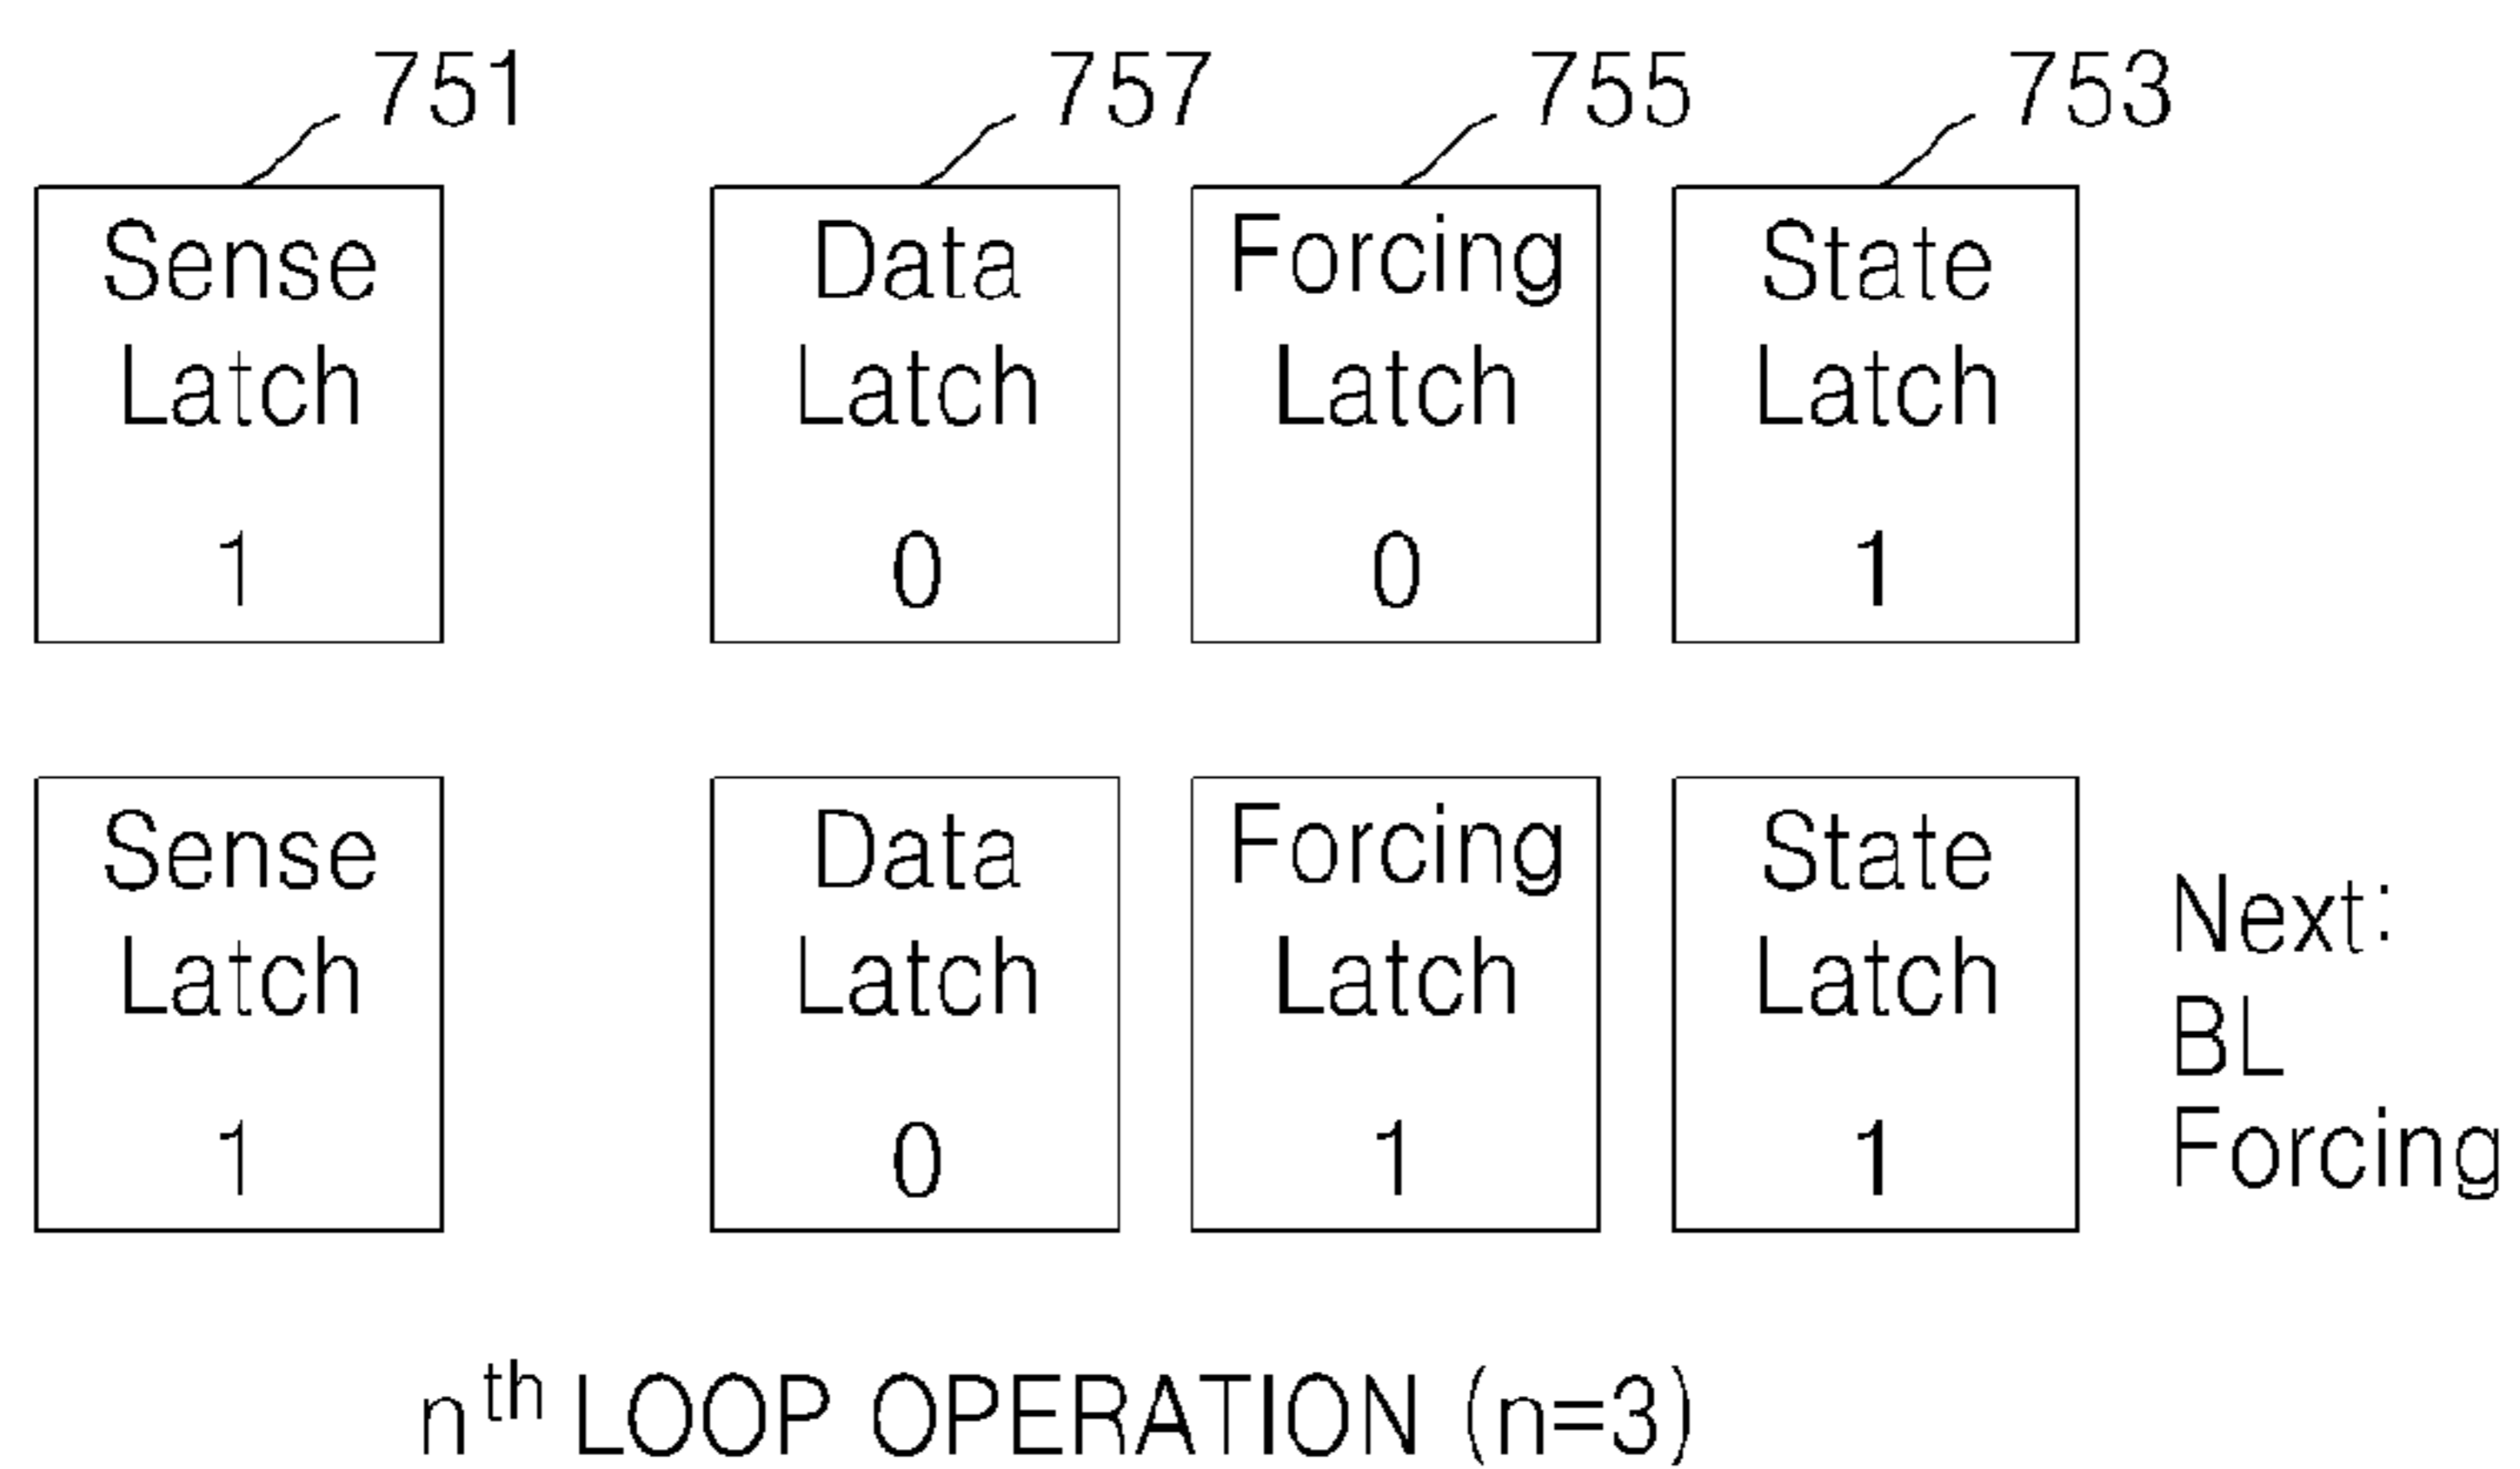 751 757 755 753
Sense Data Forcing State
Latch Latch Latch Latch
1 0 0 1
Sense Data Forcing State
Latch Latch Latch Latch
1 0 1 1
Next:
BL
Forcing
nth LOOP OPERATION (n=3)